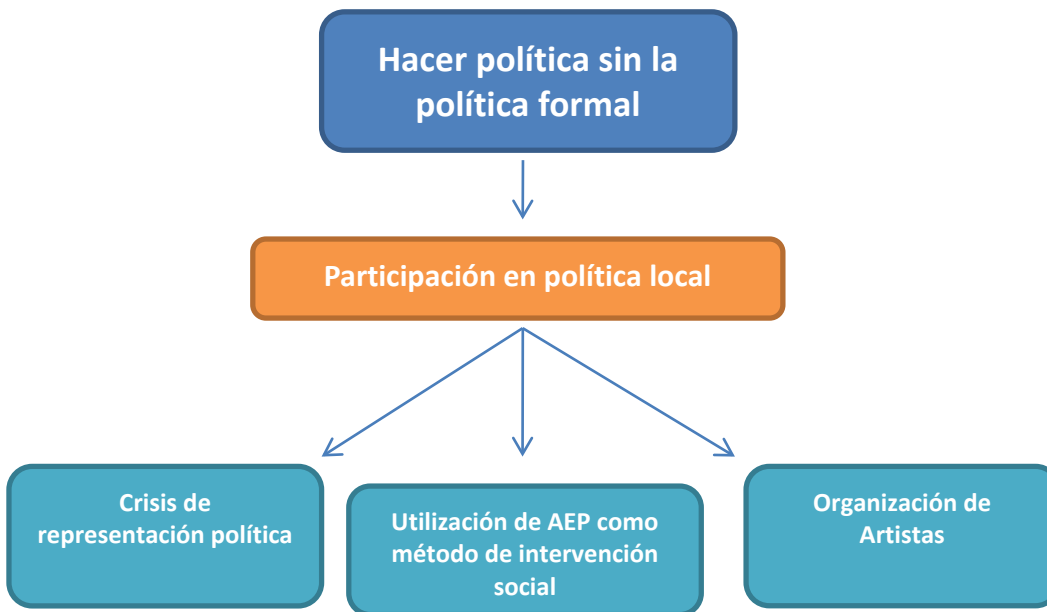 Hacer política sin la
política formal
Participación en política local
Crisis de
representación política
Utilización de AEP como
método de intervención
social
Organización de
Artistas